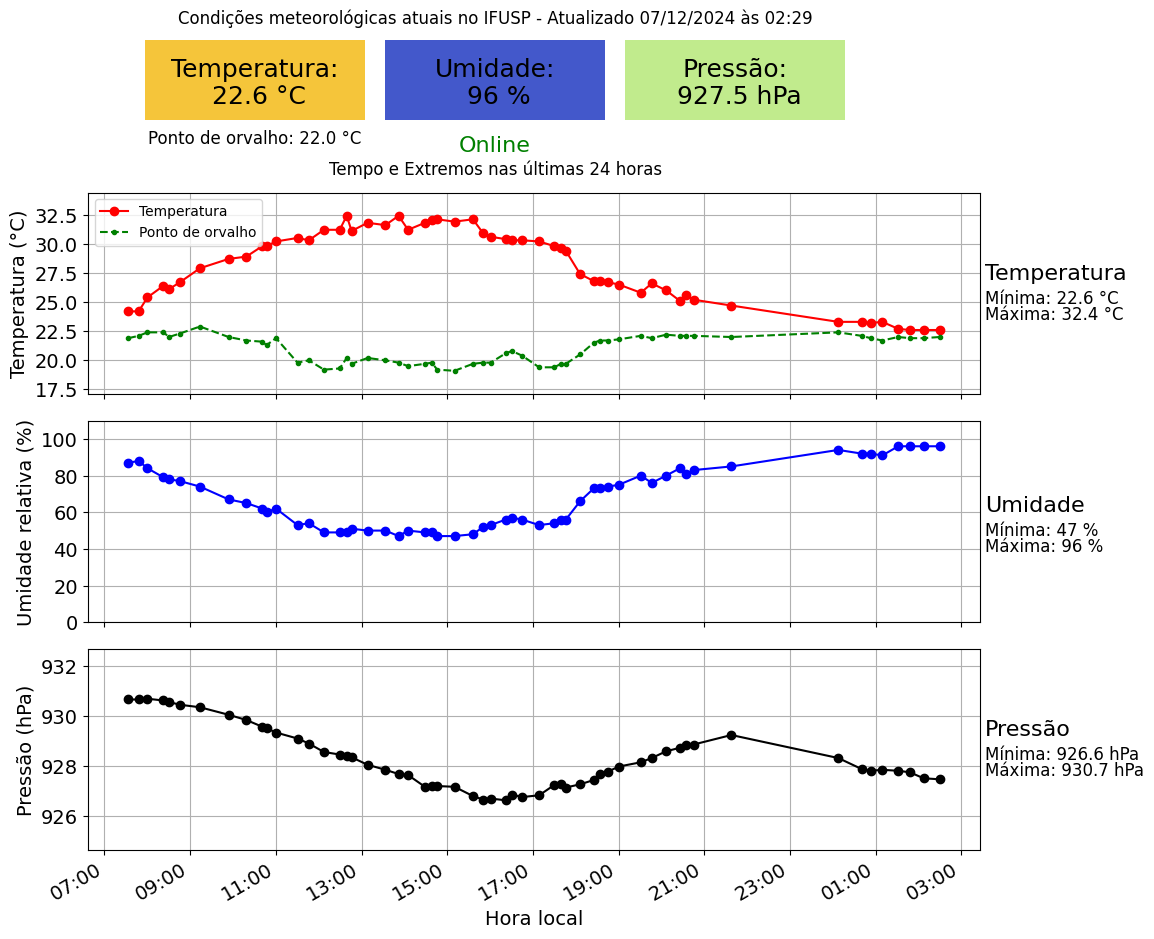 Condições meteorológicas atuais no IFUSP - Atualizado 07/12/2024 às 02:29
Temperatura:
22.6 °C
Umidade:
96 %
Pressão:
927.5 hPa
Ponto de orvalho: 22.0 °C
Online
Tempo e Extremos nas últimas 24 horas
Temperatura (°C)
32.5
30.0
27.5
25.0
22.5
20.0
17.5
Temperatura
Ponto de orvalho
Temperatura
Mínima: 22.6 °C
Máxima: 32.4 °C
Umidade relativa (%)
100
80
60
40
20
0
Umidade
Mínima: 47 %
Máxima: 96 %
Pressão (hPa)
932
930
928
926
Pressão
Mínima: 926.6 hPa
Máxima: 930.7 hPa
07:00
09:00
11:00
13:00
15:00
17:00
19:00
21:00
23:00
01:00
03:00
Hora local